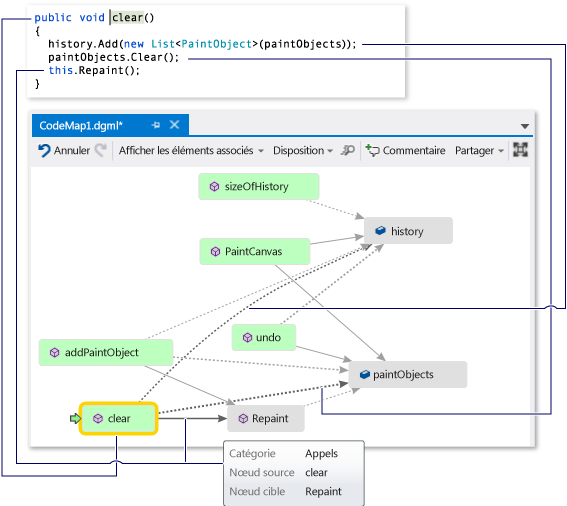 public void clear()
{
history.Add(new List<PaintObject>(paintObjects));
paintObjects.Clear();
this.Repaint();
}
CodeMap1.dgml*
Annuler Afficher les éléments associés Disposition Commentaire Partager
sizeOfHistory
history
PaintCanvas
undo
addPaintObject
paintObjects
clear
Repaint
Catégorie Appels
Nœud source clear
Nœud cible Repaint